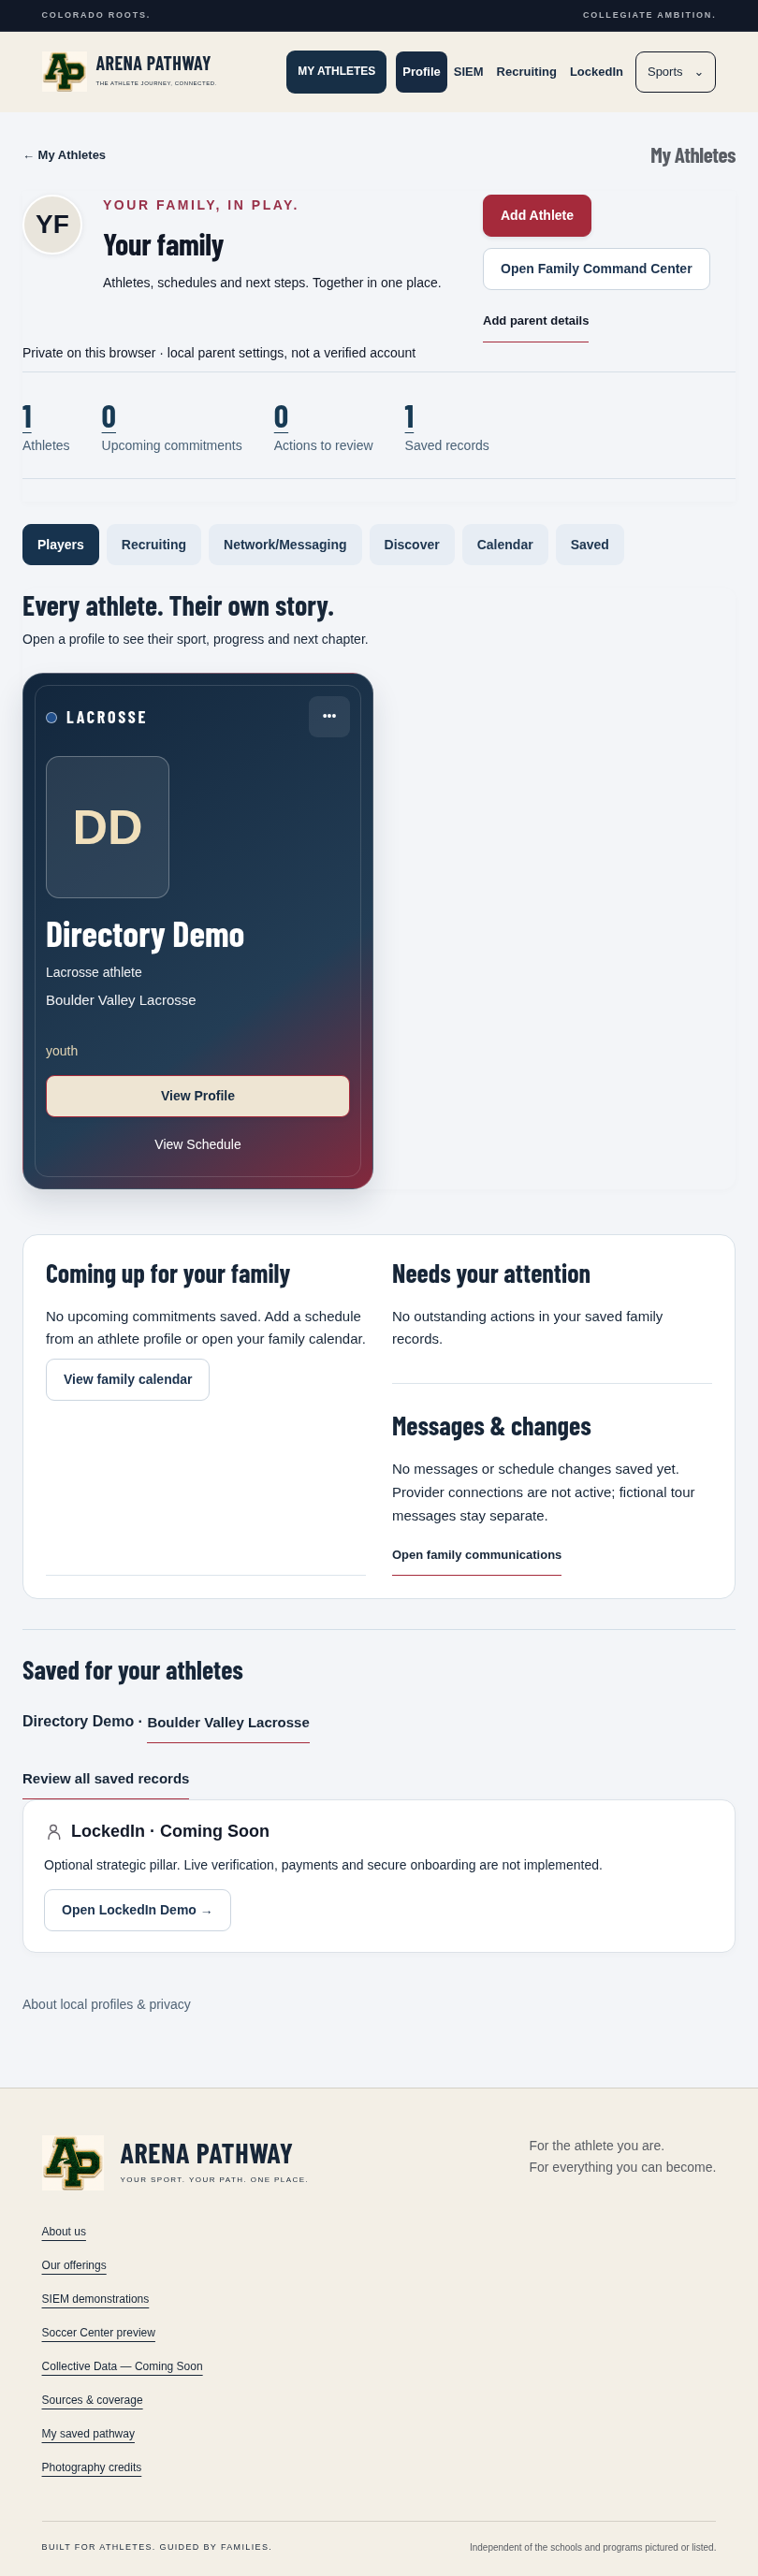 COLORADO ROOTS.
COLLEGIATE AMBITION.
AP
ARENA PATHWAY
THE ATHLETE JOURNEY, CONNECTED.
MY ATHLETES
Profile
SIEM
Recruiting
LockedIn
Sports
← My Athletes
My Athletes
YF
YOUR FAMILY, IN PLAY.
Your family
Athletes, schedules and next steps. Together in one place.
Add Athlete
Open Family Command Center
Add parent details
Private on this browser · local parent settings, not a verified account
1
Athletes
0
Upcoming commitments
0
Actions to review
1
Saved records
Players
Recruiting
Network/Messaging
Discover
Calendar
Saved
Every athlete. Their own story.
Open a profile to see their sport, progress and next chapter.
LACROSSE
•••
DD
Directory Demo
Lacrosse athlete
Boulder Valley Lacrosse
youth
View Profile
View Schedule
Coming up for your family
No upcoming commitments saved. Add a schedule
from an athlete profile or open your family calendar.
View family calendar
Needs your attention
No outstanding actions in your saved family
records.
Messages & changes
No messages or schedule changes saved yet.
Provider connections are not active; fictional tour
messages stay separate.
Open family communications
Saved for your athletes
Directory Demo · Boulder Valley Lacrosse
Review all saved records
LockedIn · Coming Soon
Optional strategic pillar. Live verification, payments and secure onboarding are not implemented.
Open LockedIn Demo →
About local profiles & privacy
AP
ARENA PATHWAY
YOUR SPORT. YOUR PATH. ONE PLACE.
For the athlete you are.
For everything you can become.
About us
Our offerings
SIEM demonstrations
Soccer Center preview
Collective Data — Coming Soon
Sources & coverage
My saved pathway
Photography credits
BUILT FOR ATHLETES. GUIDED BY FAMILIES.
Independent of the schools and programs pictured or listed.